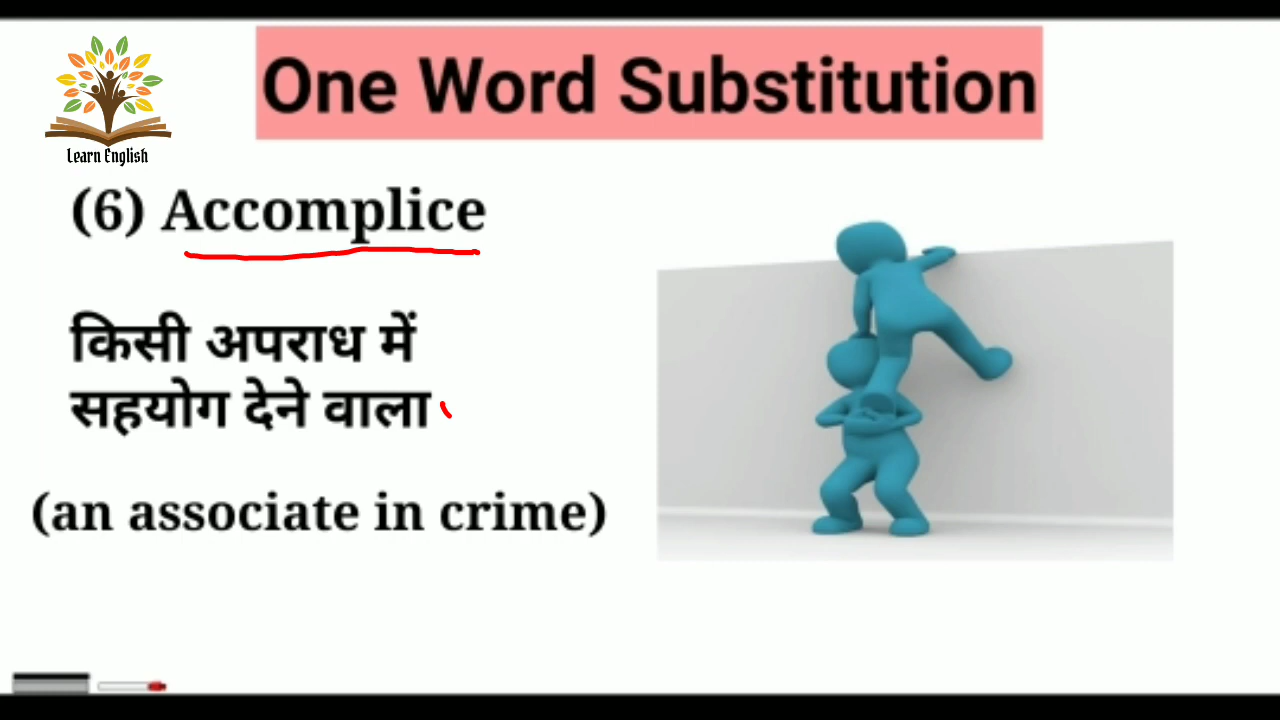 One Word Substitution
Learn English
(6) Accomplice
किसी अपराध में
सहयोग देने वाला
(an associate in crime)